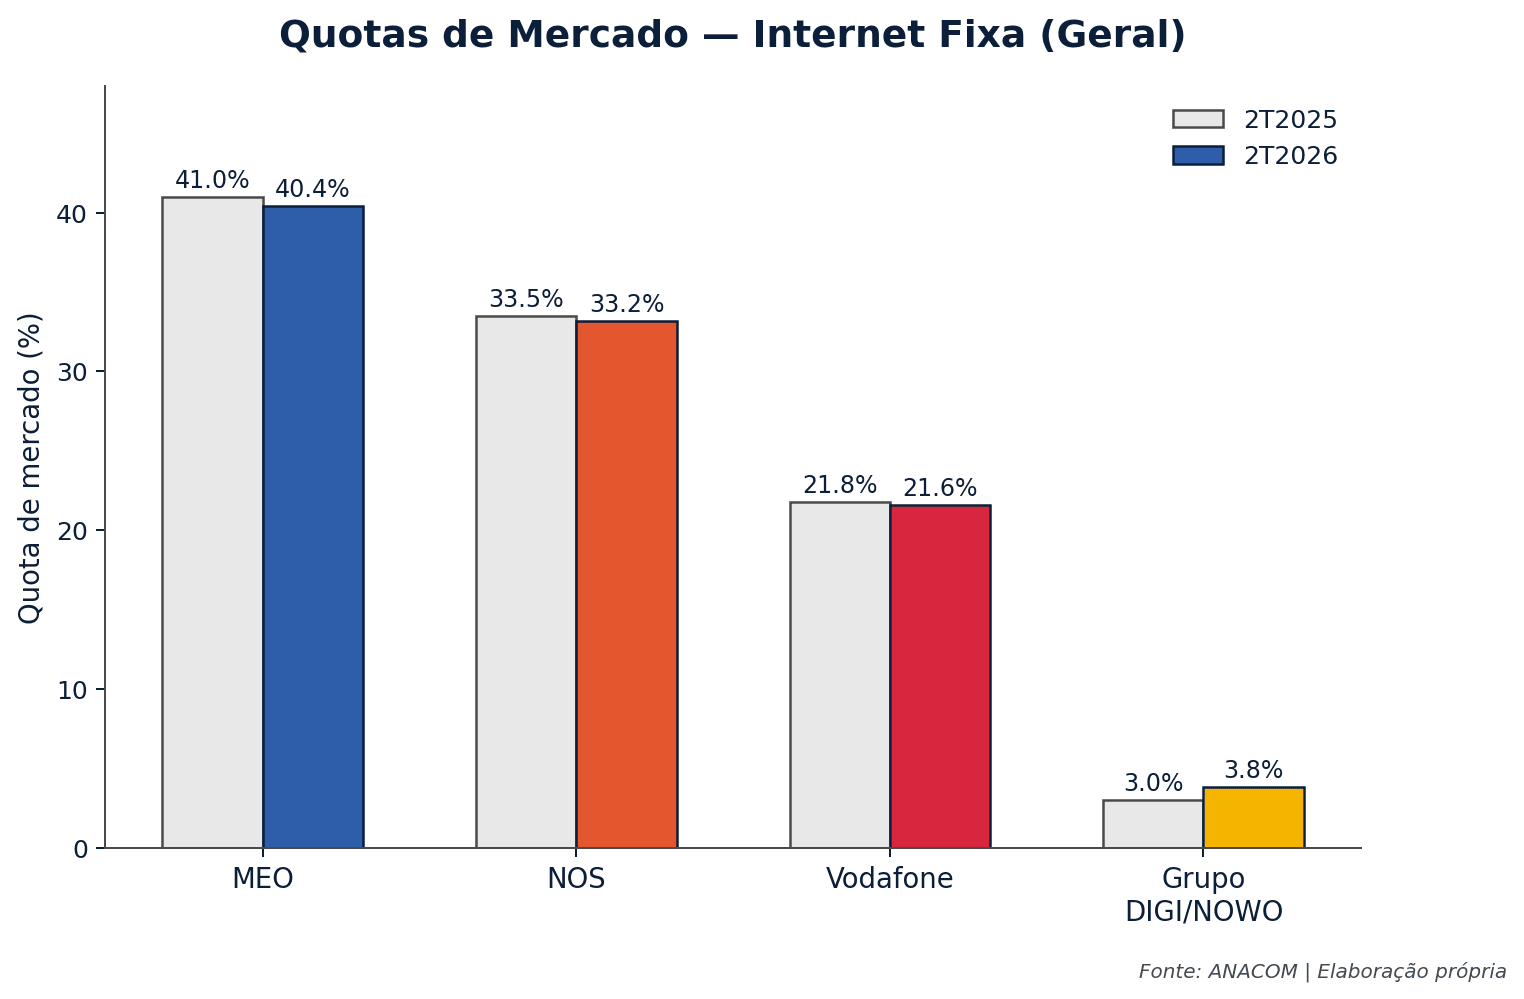 Quotas de Mercado — Internet Fixa (Geral)
2T2025
2T2026
41.0%
40.4%
33.5%
33.2%
21.8%
21.6%
3.0%
3.8%
Quota de mercado (%)
40
30
20
10
0
MEO
NOS
Vodafone
Grupo
DIGI/NOWO
Fonte: ANACOM | Elaboração própria